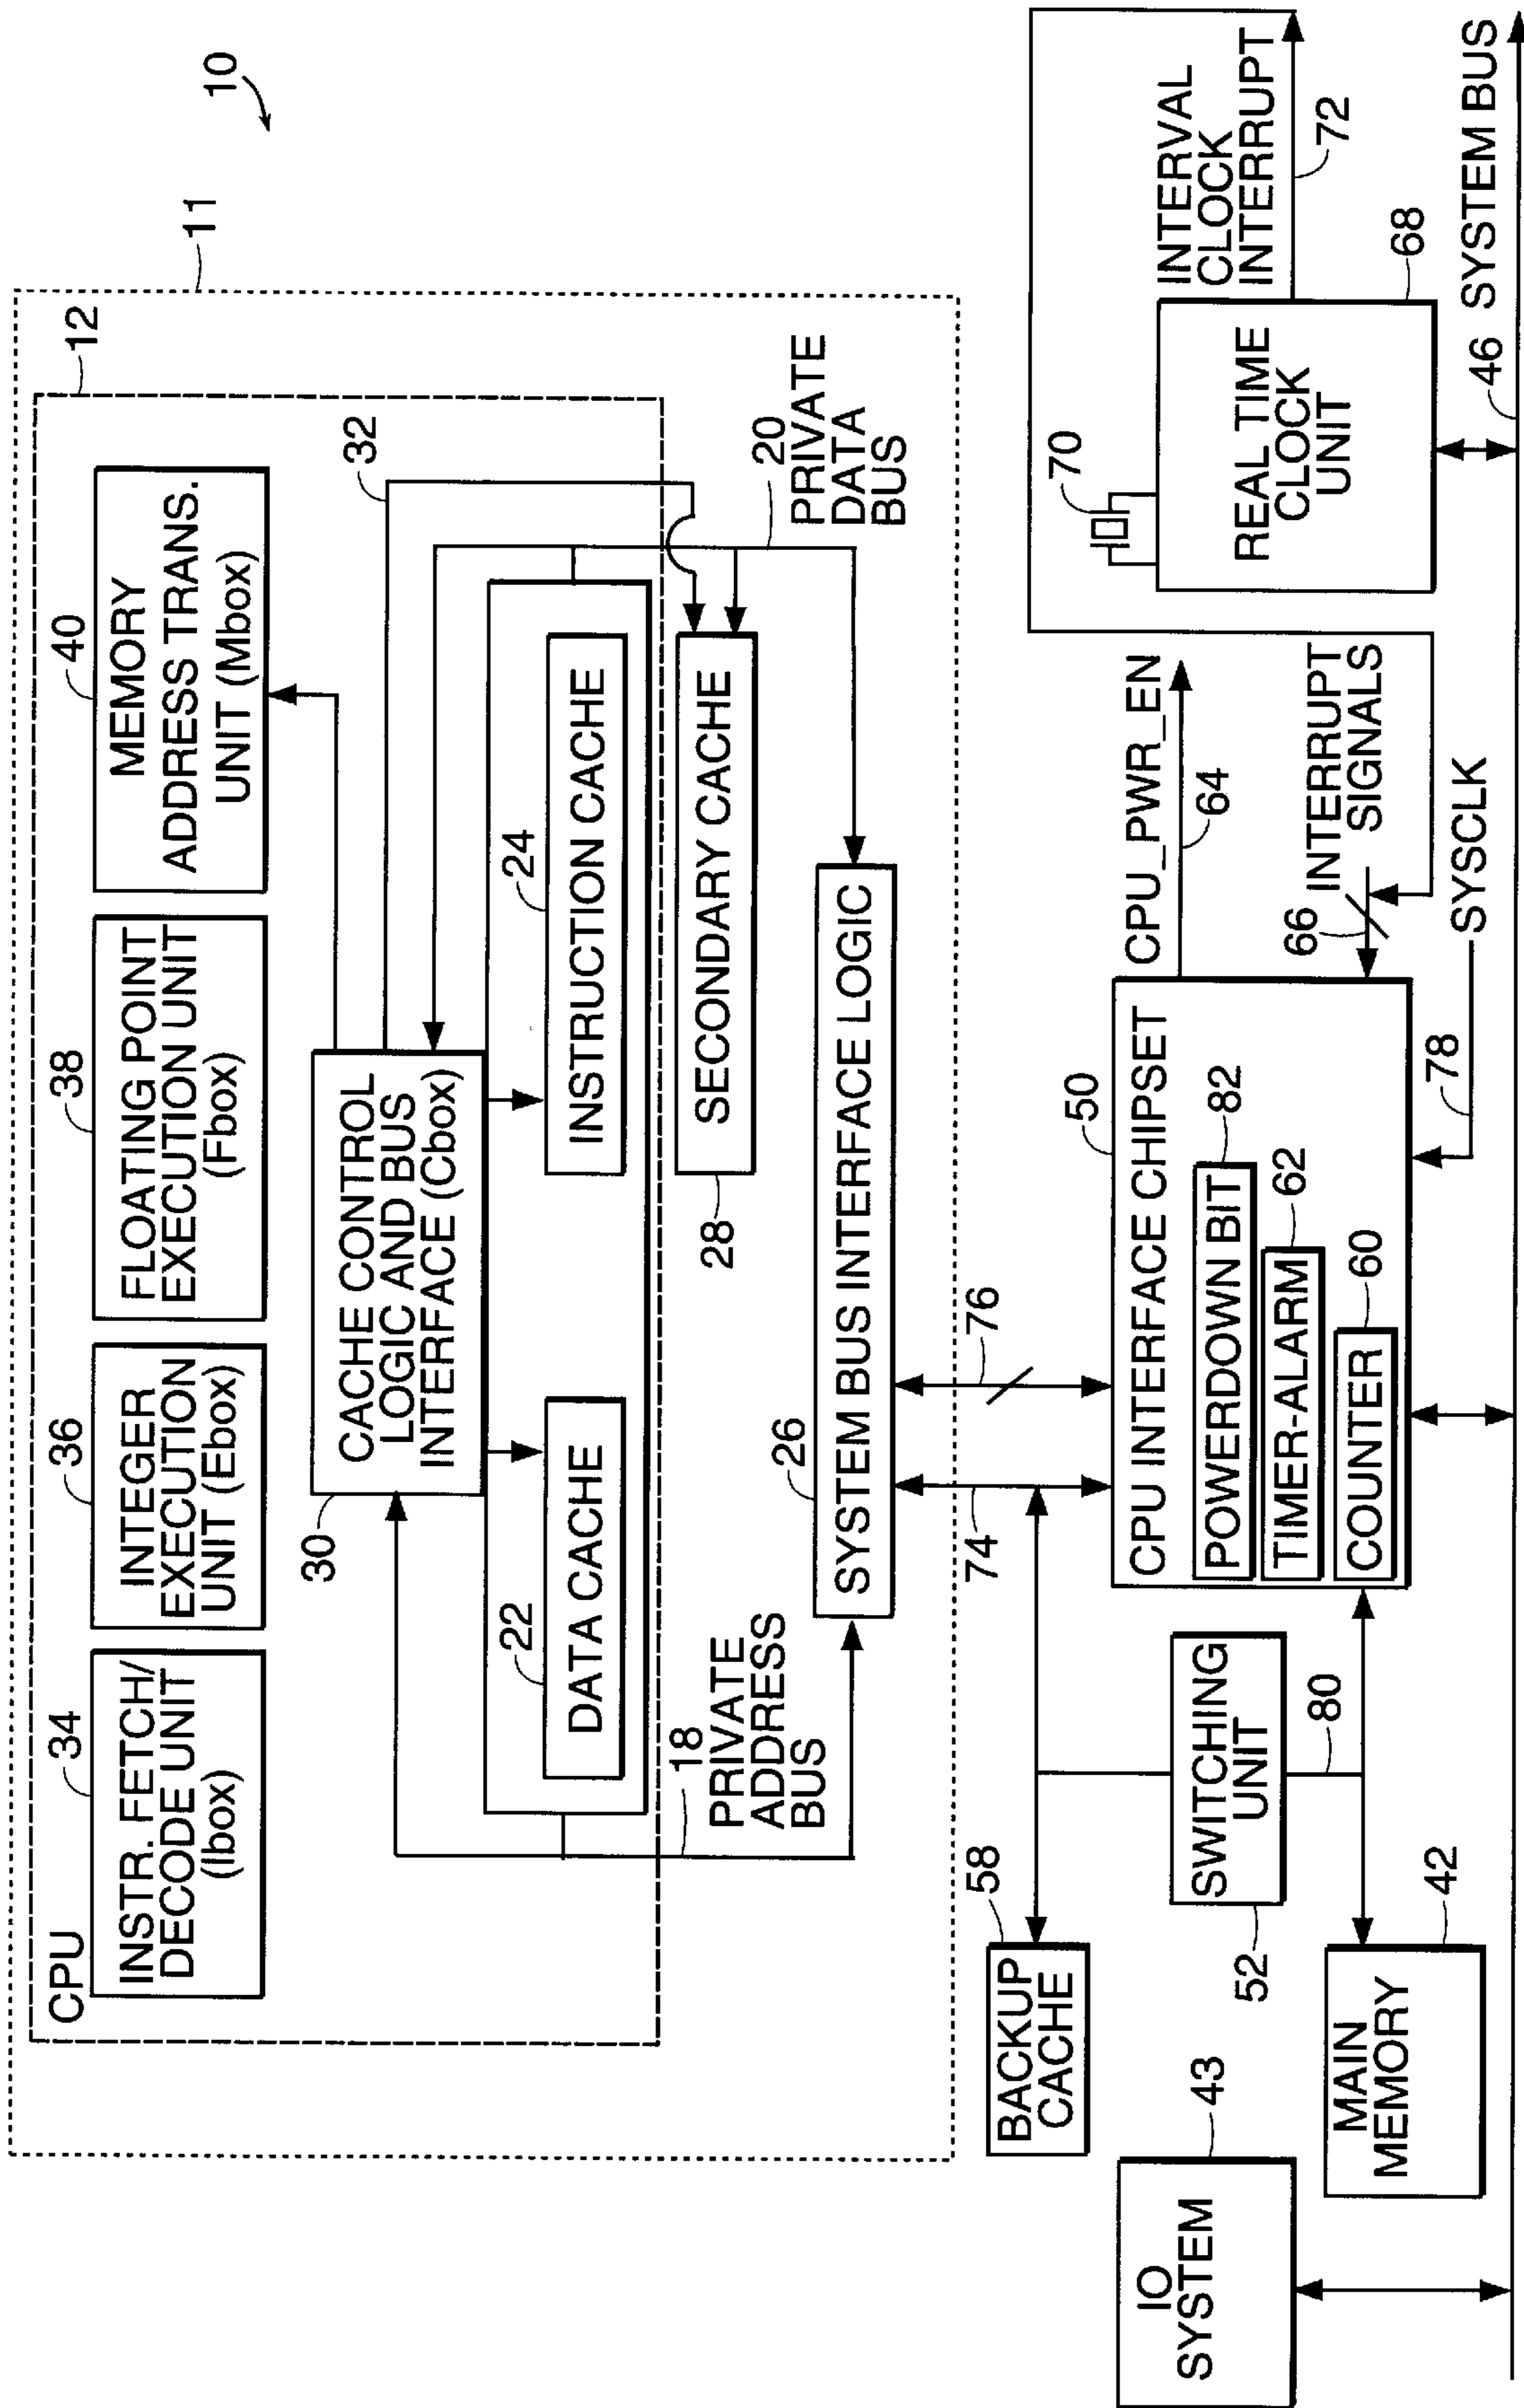 10
11
12
CPU
34
INSTR. FETCH/
DECODE UNIT
(Ibox)
36
INTEGER
EXECUTION
UNIT (Ebox)
38
FLOATING POINT
EXECUTION UNIT
(Fbox)
40
MEMORY
ADDRESS TRANS.
UNIT (Mbox)
30
CACHE CONTROL
LOGIC AND BUS
INTERFACE (Cbox)
32
22
DATA CACHE
24
INSTRUCTION CACHE
18
PRIVATE
ADDRESS
BUS
28
SECONDARY CACHE
20
PRIVATE
DATA
BUS
26
SYSTEM BUS INTERFACE LOGIC
74
76
58
BACKUP
CACHE
43
IO
SYSTEM
52
SWITCHING
UNIT
80
42
MAIN
MEMORY
50
CPU INTERFACE CHIPSET
POWERDOWN BIT
82
TIMER-ALARM
62
COUNTER
60
CPU_PWR_EN
64
66
INTERRUPT
SIGNALS
78
SYSCLK
70
REAL TIME
CLOCK
UNIT
68
INTERVAL
CLOCK
INTERRUPT
72
46
SYSTEM BUS